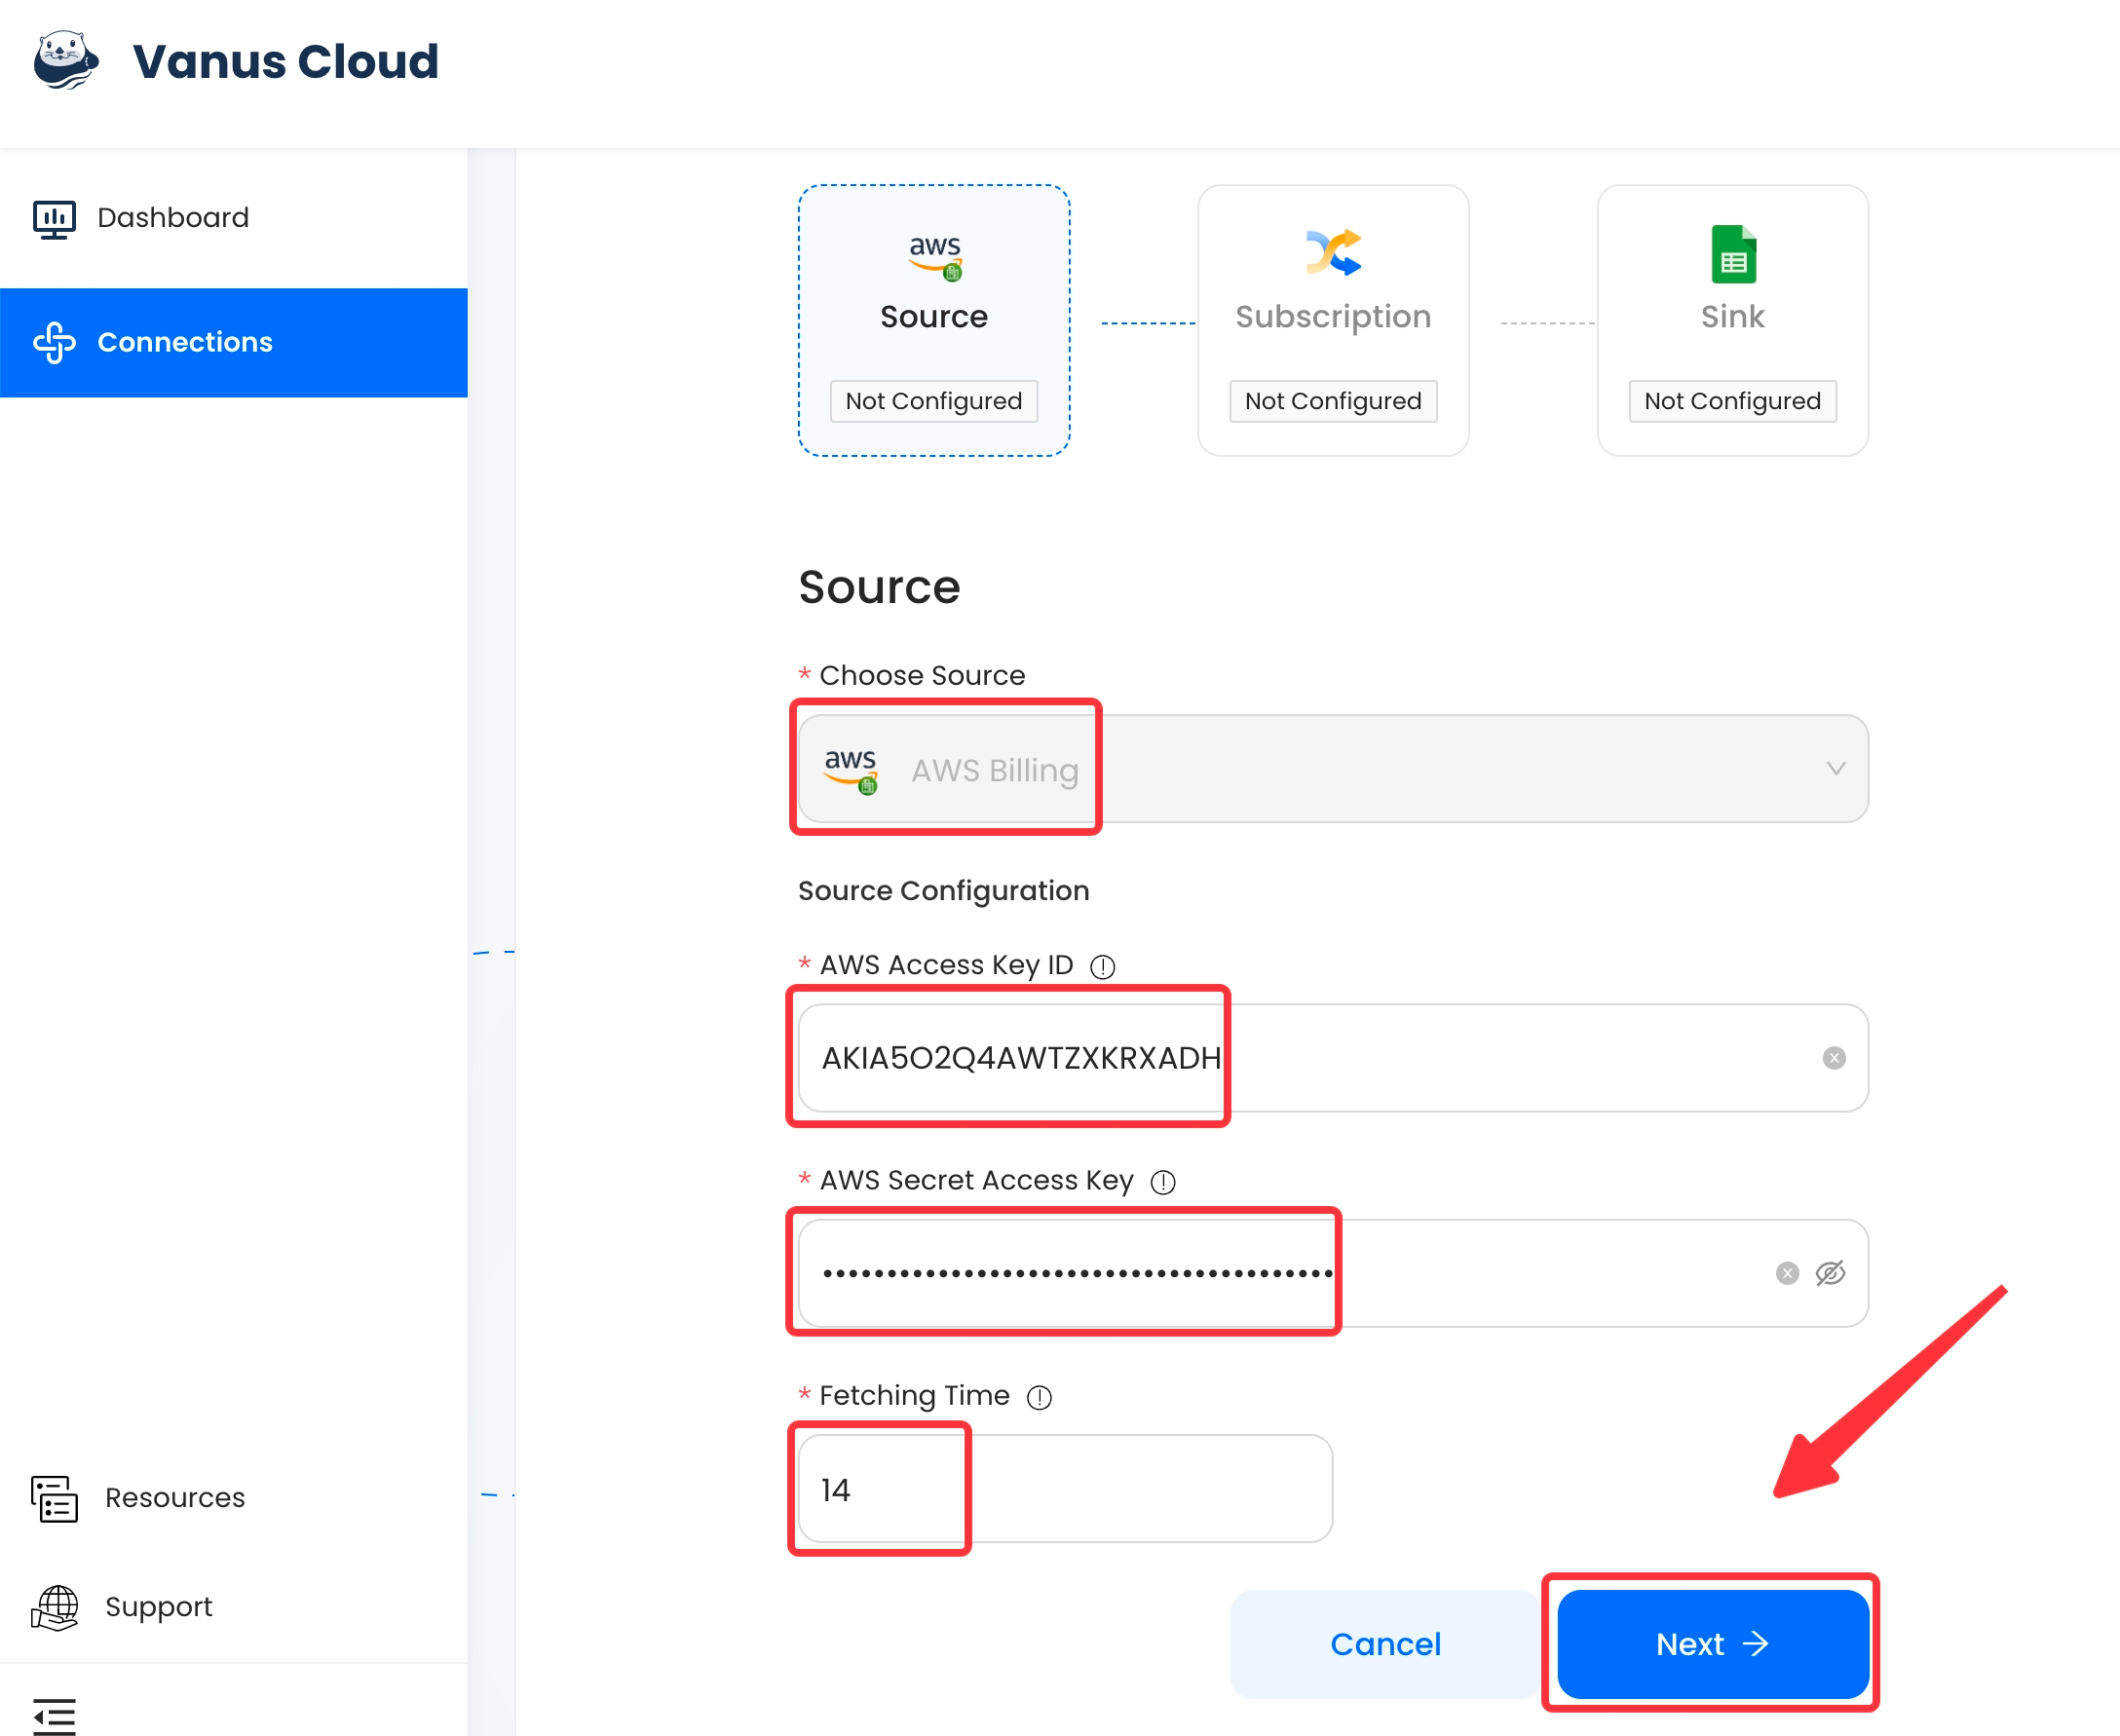 Vanus Cloud
Dashboard
Connections
Resources
Support
aws
Source
Not Configured
Subscription
Not Configured
Sink
Not Configured
Source
* Choose Source
aws AWS Billing
Source Configuration
* AWS Access Key ID
AKIA5O2Q4AWTZXKRXADH
* AWS Secret Access Key
* Fetching Time
14
Cancel
Next →